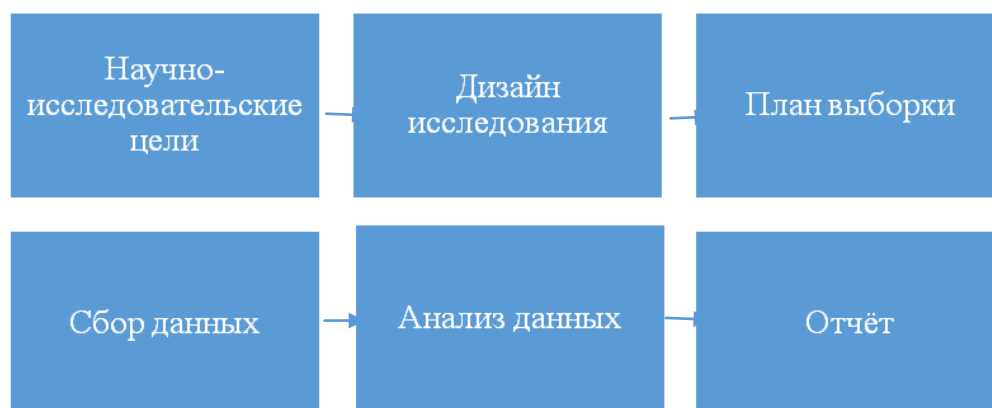 Научно-
исследовательские
цели
Дизайн
исследования
План выборки
Сбор данных
Анализ данных
Отчёт